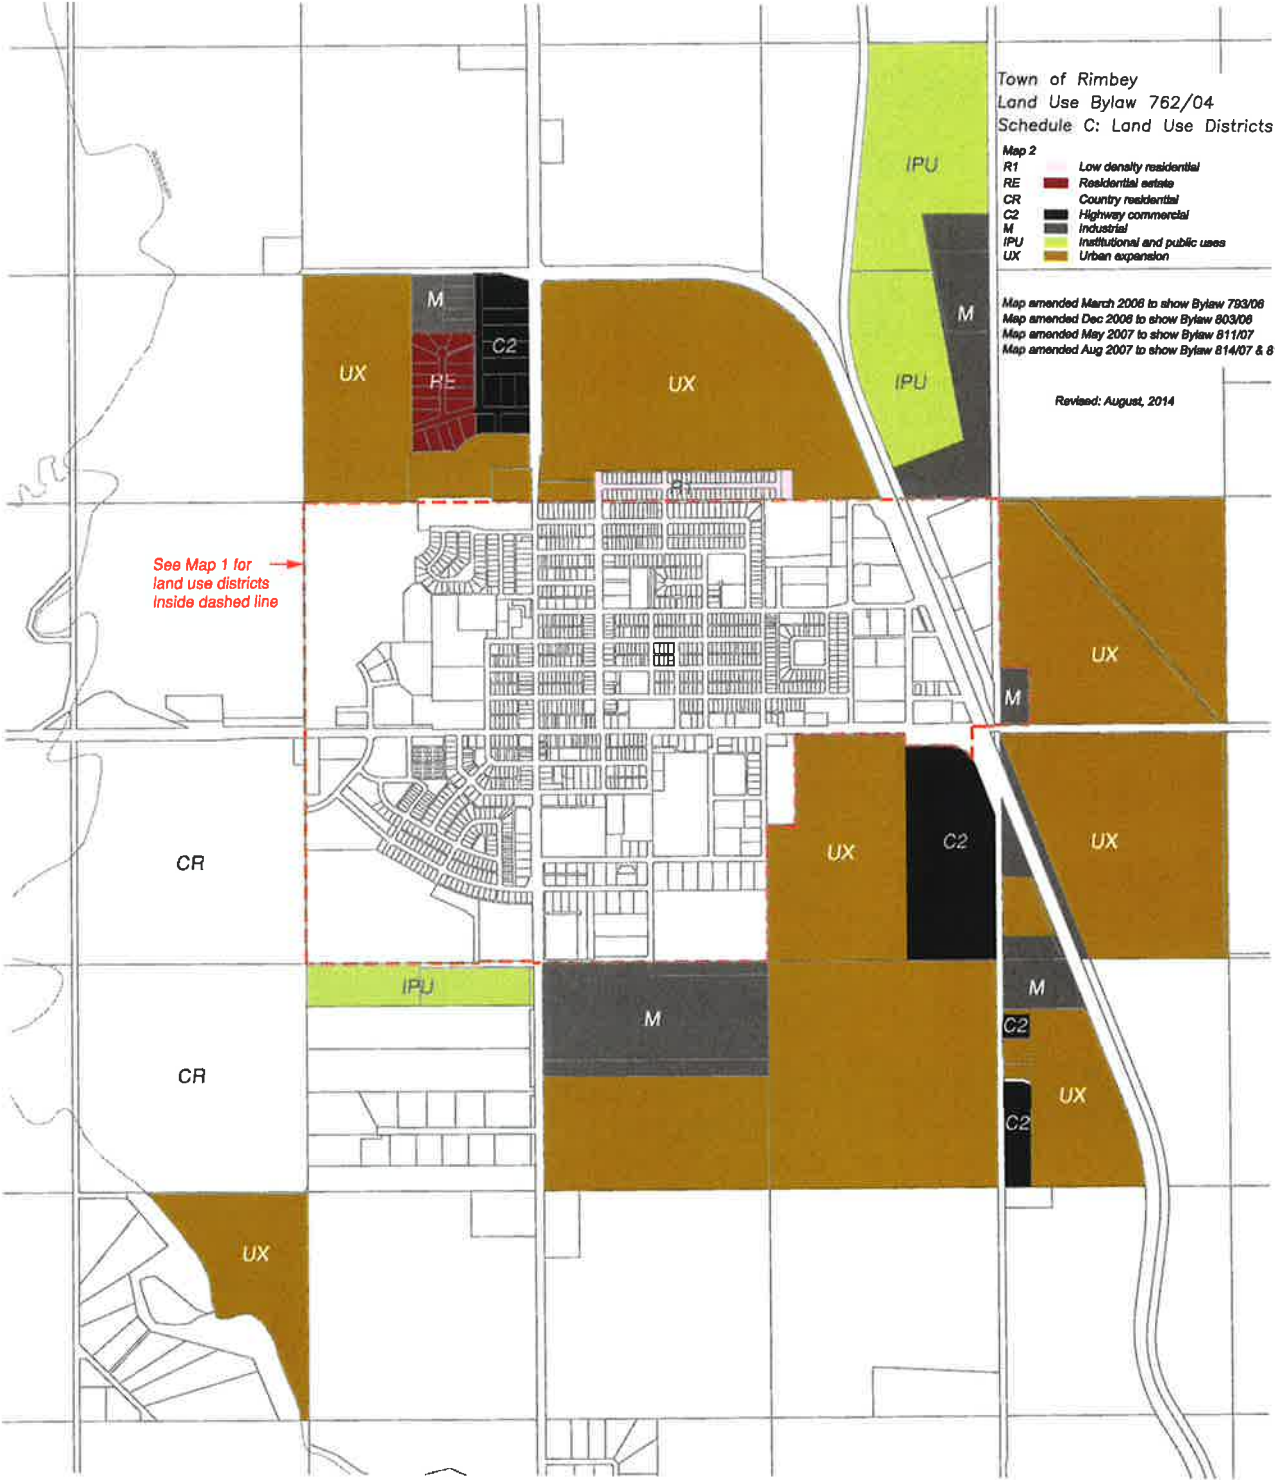 Town of Rimbey
Land Use Bylaw 762/04
Schedule C: Land Use Districts
Map 2
R1 Low density residential
RE Residential estate
CR Country residential
C2 Highway commercial
M Industrial
IPU Institutional and public uses
UX Urban expansion
Map amended March 2006 to show Bylaw 793/06
Map amended Dec 2006 to show Bylaw 803/06
Map amended May 2007 to show Bylaw 811/07
Map amended Aug 2007 to show Bylaw 814/07 & 8
Revised: August, 2014
IPU
M
IPU
M
C2
UX
RE
UX
R1
See Map 1 for
land use districts
inside dashed line
UX
M
CR
UX
C2
UX
IPU
M
M
C2
CR
UX
C2
UX